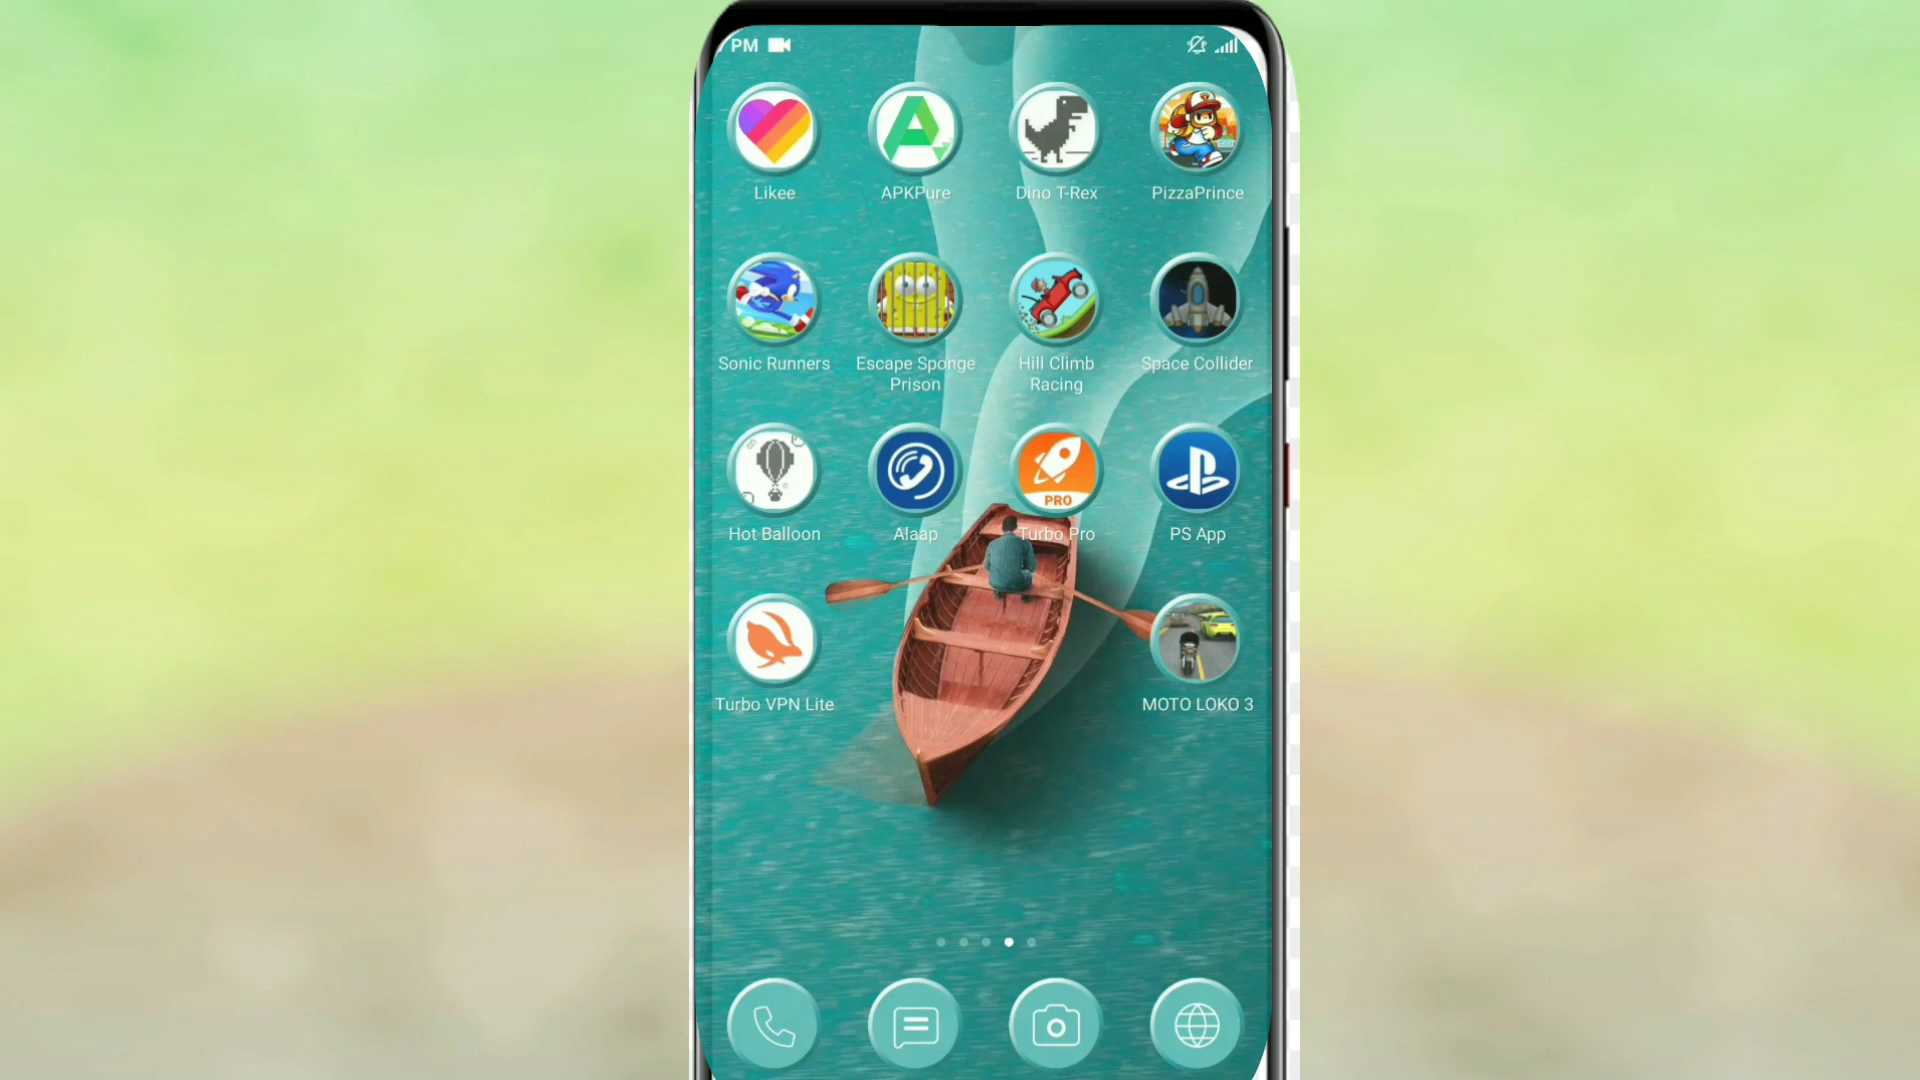 PM
Likee
APKPure
Dino T-Rex
PizzaPrince
Sonic Runners
Escape Sponge
Prison
Hill Climb
Racing
Space Collider
PRO
Hot Balloon
Alaap
Turbo Pro
PS App
Turbo VPN Lite
MOTO LOKO 3